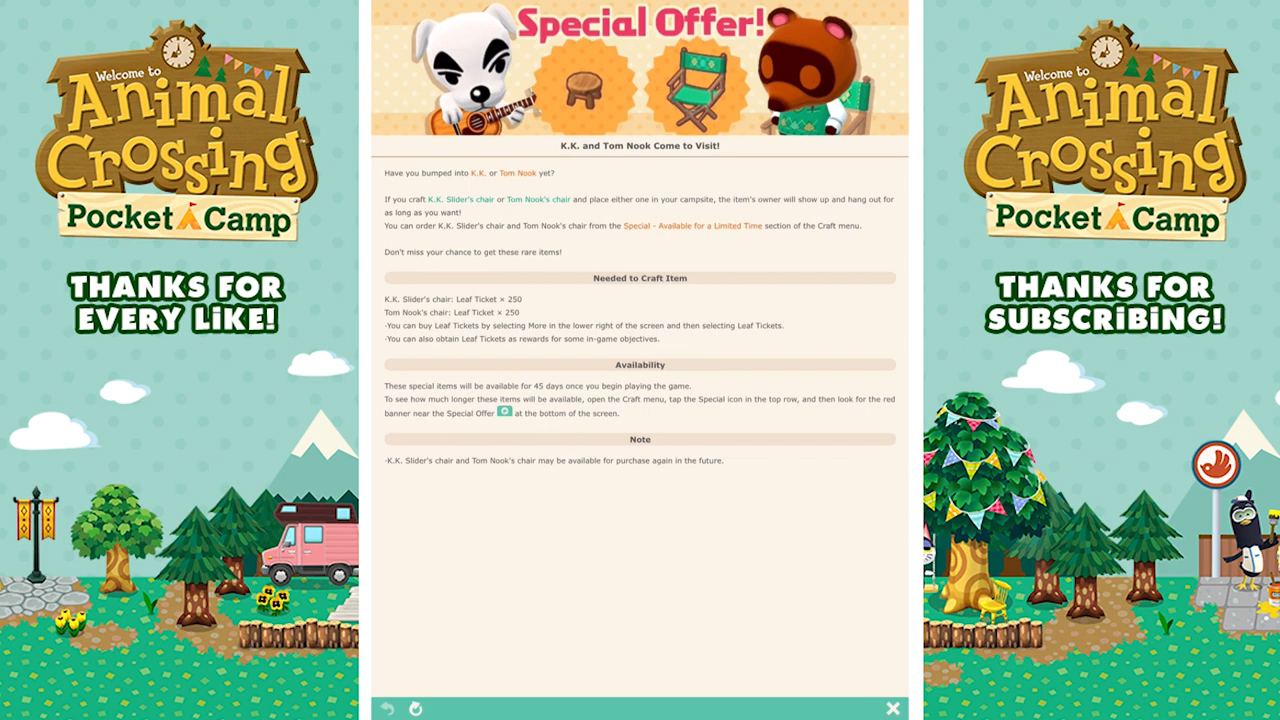 Welcome to
Animal
Crossing
Pocket Camp
THANKS FOR
EVERY LiKE!
Special Offer!
K.K. and Tom Nook Come to Visit!
Have you bumped into K.K. or Tom Nook yet?
If you craft K.K. Slider's chair or Tom Nook's chair and place either one in your campsite, the item's owner will show up and hang out for
as long as you want!
You can order K.K. Slider's chair and Tom Nook's chair from the Special - Available for a Limited Time section of the Craft menu.
Don't miss your chance to get these rare items!
Needed to Craft Item
K.K. Slider's chair: Leaf Ticket × 250
Tom Nook's chair: Leaf Ticket × 250
·You can buy Leaf Tickets by selecting More in the lower right of the screen and then selecting Leaf Tickets.
·You can also obtain Leaf Tickets as rewards for some in-game objectives.
Availability
These special items will be available for 45 days once you begin playing the game.
To see how much longer these items will be available, open the Craft menu, tap the Special icon in the top row, and then look for the red
banner near the Special Offer at the bottom of the screen.
Note
·K.K. Slider's chair and Tom Nook's chair may be available for purchase again in the future.
Welcome to
Animal
Crossing
Pocket Camp
THANKS FOR
SUBSCRiBiNG!